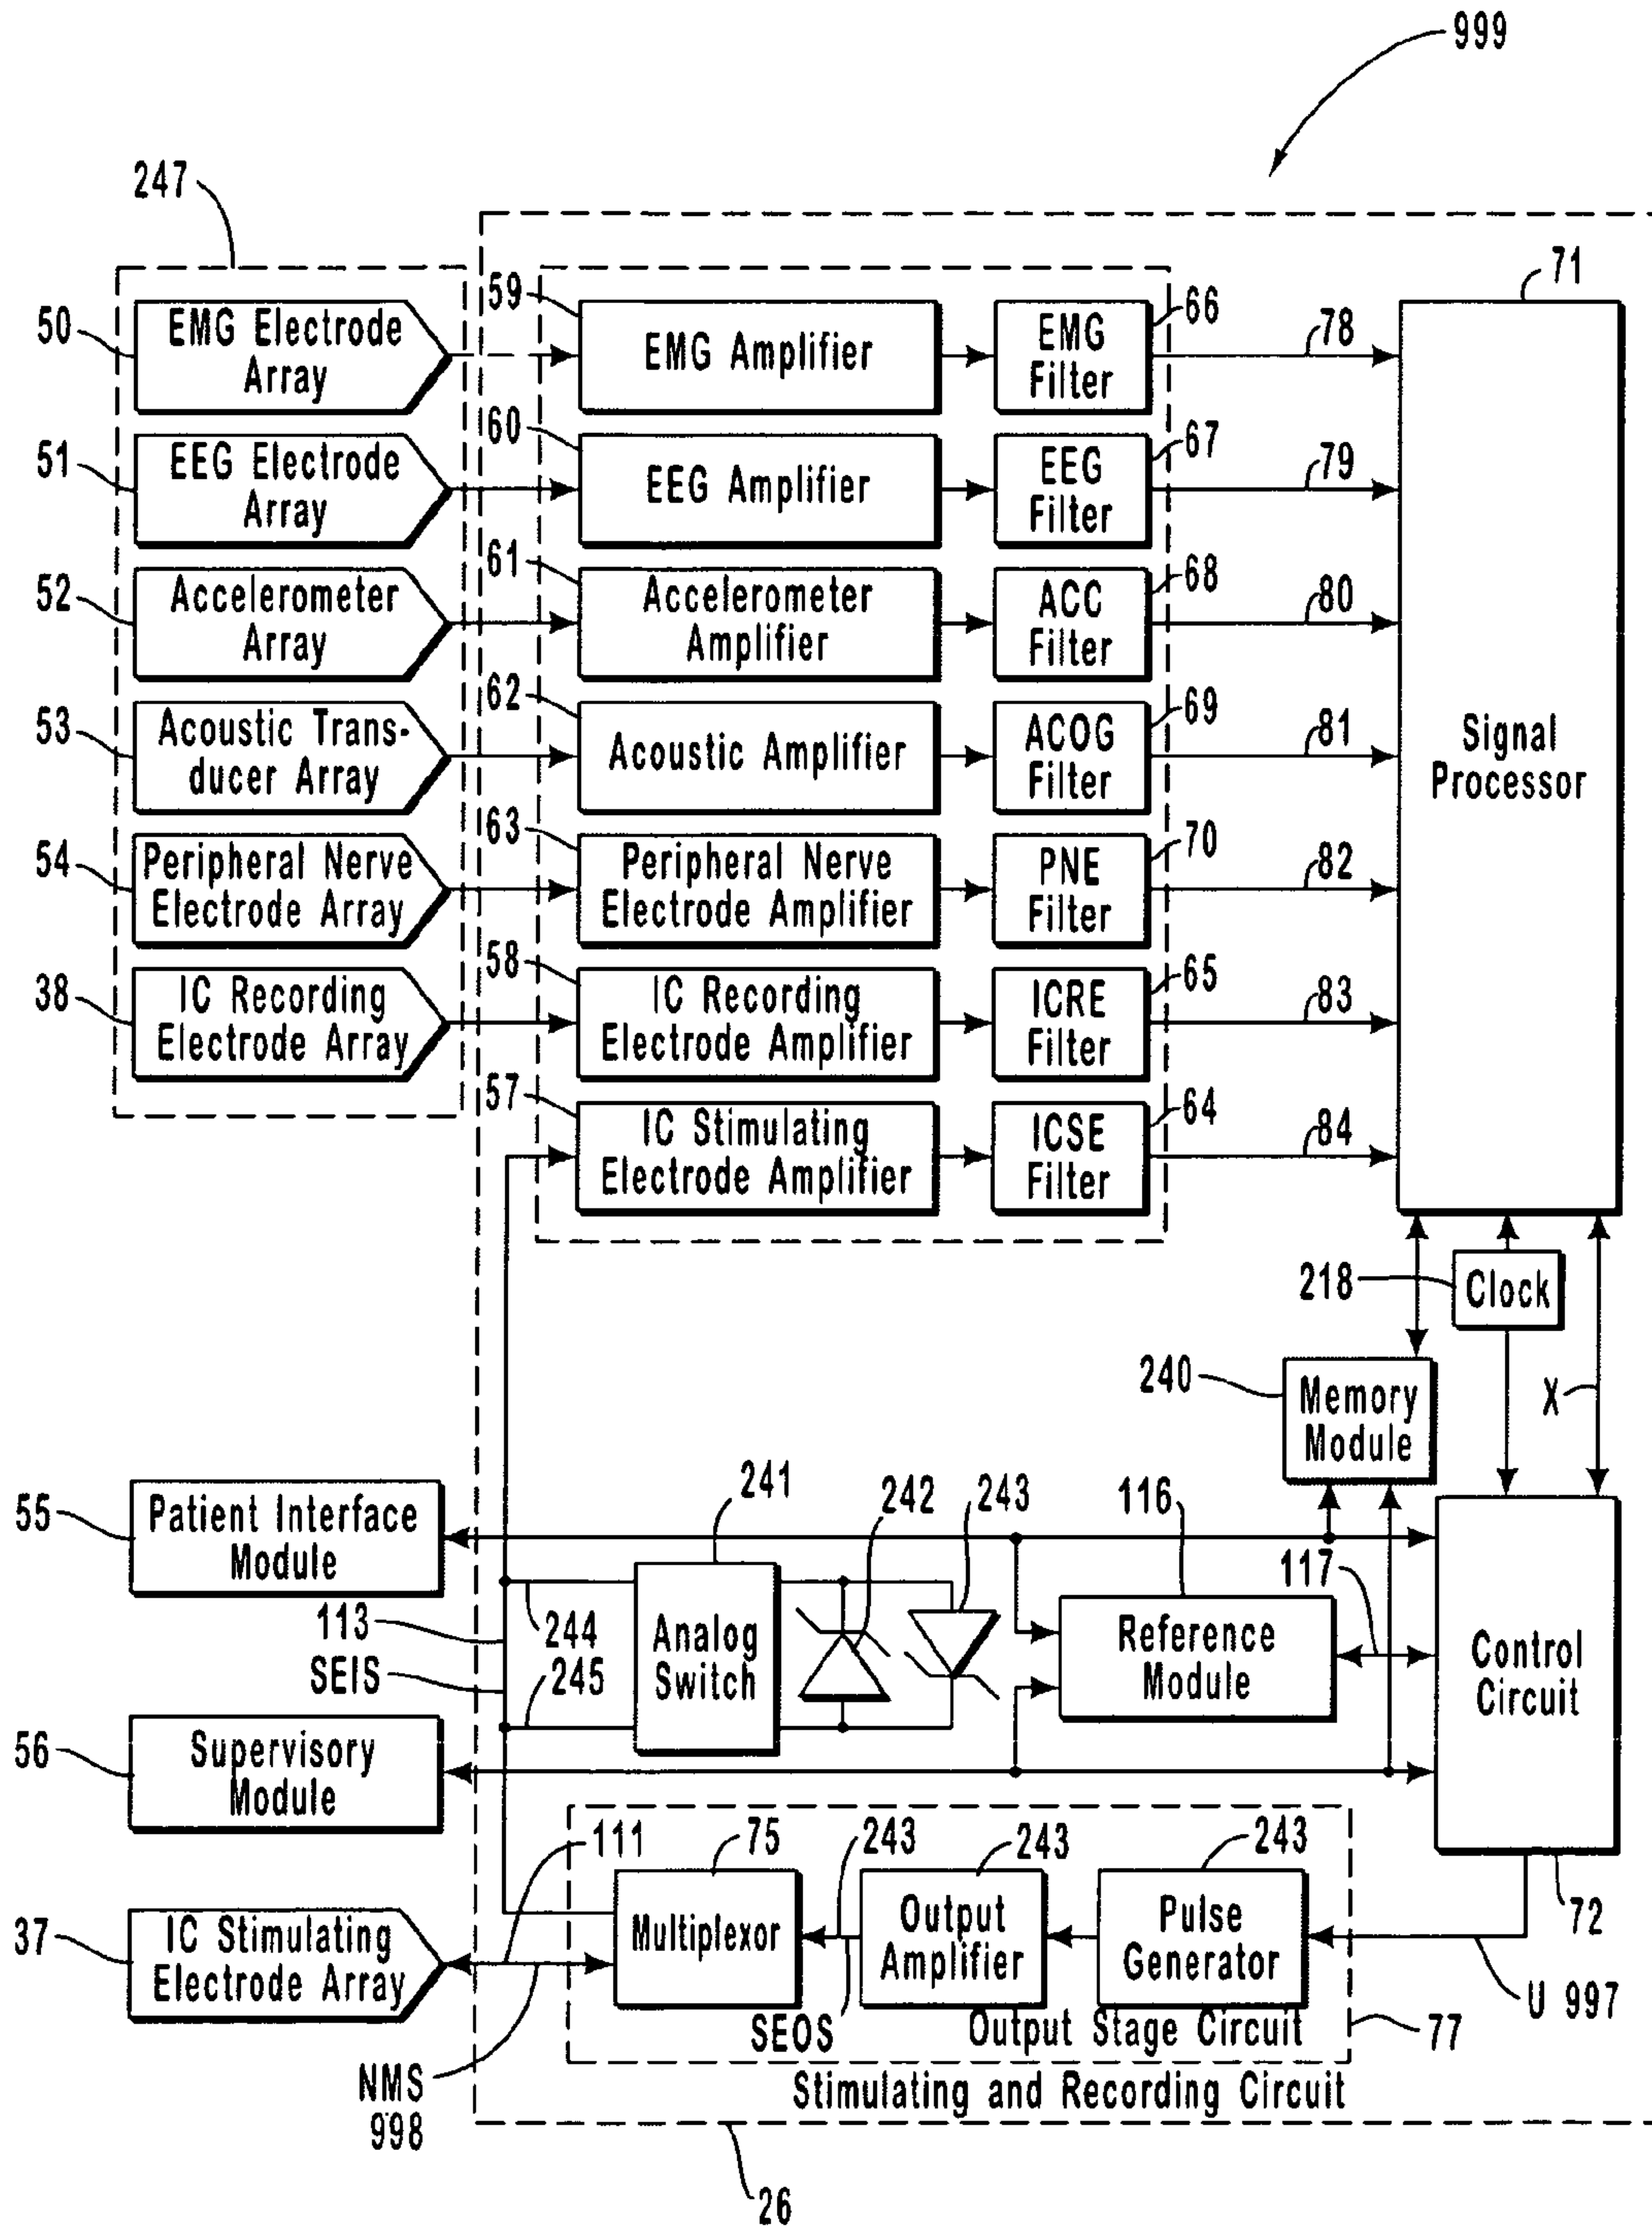 999
247
59
71
50
EMG Electrode
Array
EMG Amplifier
EMG
Filter
66
78
60
51
EEG Electrode
Array
EEG Amplifier
EEG
Filter
67
79
61
52
Accelerometer
Array
Accelerometer
Amplifier
ACC
Filter
68
80
62
53
Acoustic Trans-
ducer Array
Acoustic Amplifier
ACOG
Filter
69
81
Signal
Processor
63
54
Peripheral Nerve
Electrode Array
Peripheral Nerve
Electrode Amplifier
PNE
Filter
70
82
58
38
IC Recording
Electrode Array
IC Recording
Electrode Amplifier
ICRE
Filter
65
83
57
IC Stimulating
Electrode Amplifier
ICSE
Filter
64
84
218
Clock
240
Memory
Module
X
55
Patient Interface
Module
241
242
243
116
117
113
SEIS
244
245
Analog
Switch
Reference
Module
Control
Circuit
56
Supervisory
Module
111
75
243
243
243
72
37
IC Stimulating
Electrode Array
Multiplexor
Output
Amplifier
Pulse
Generator
U 997
SEOS
Output Stage Circuit
77
NMS
998
Stimulating and Recording Circuit
26